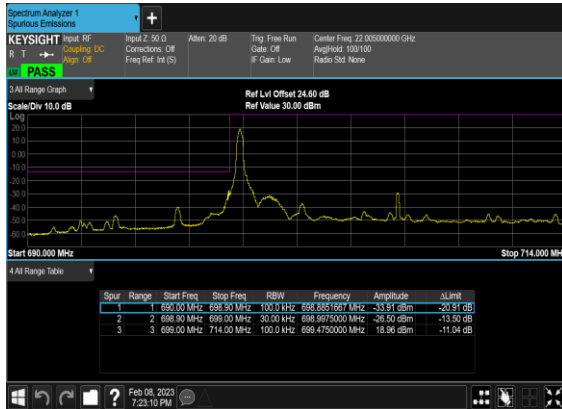 Spectrum Analyzer 1
Spurious Emissions
KEYSIGHT
R T
LXI PASS
Input: RF
Coupling: DC
Align: Off
Input Z: 50 Ω
Corrections: Off
Freq Ref: Int (S)
Atten: 20 dB
Trig: Free Run
Gate: Off
IF Gain: Low
Center Freq: 22.005000000 GHz
Avg|Hold: 100/100
Radio Std: None
3 All Range Graph
Scale/Div 10.0 dB
Ref Lvl Offset 24.60 dB
Ref Value 30.00 dBm
Log
20.0
10.0
0.00
-10.0
-20.0
-30.0
-40.0
-50.0
-60.0
Start 690.000 MHz
Stop 714.000 MH
4 All Range Table
Spur Range Start Freq Stop Freq RBW Frequency Amplitude ΔLimit
1 1 690.00 MHz 698.90 MHz 100.0 kHz 698.8851667 MHz -33.91 dBm -20.91 dB
2 2 698.90 MHz 699.00 MHz 30.00 kHz 698.9975000 MHz -26.50 dBm -13.50 dB
3 3 699.00 MHz 714.00 MHz 100.0 kHz 699.4750000 MHz 18.96 dBm -11.04 dB
?
Feb 08, 2023
7:23:10 PM